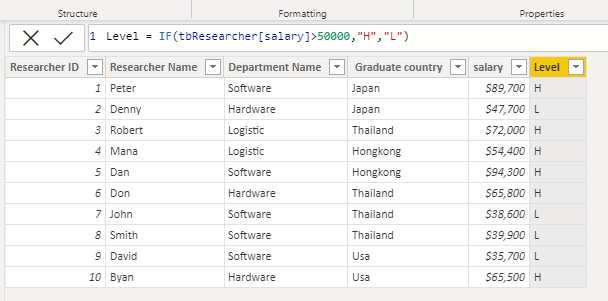 Structure Formatting Properties
1 Level = IF(tbResearcher[salary]>50000,"H","L")
Researcher ID Researcher Name Department Name Graduate country salary Level
1 Peter Software Japan $89,700 H
2 Denny Hardware Japan $47,700 L
3 Robert Logistic Thailand $72,000 H
4 Mana Logistic Hongkong $54,400 H
5 Dan Software Hongkong $94,300 H
6 Don Hardware Thailand $65,800 H
7 John Software Thailand $38,600 L
8 Smith Software Thailand $39,900 L
9 David Software Usa $35,700 L
10 Byan Hardware Usa $65,500 H